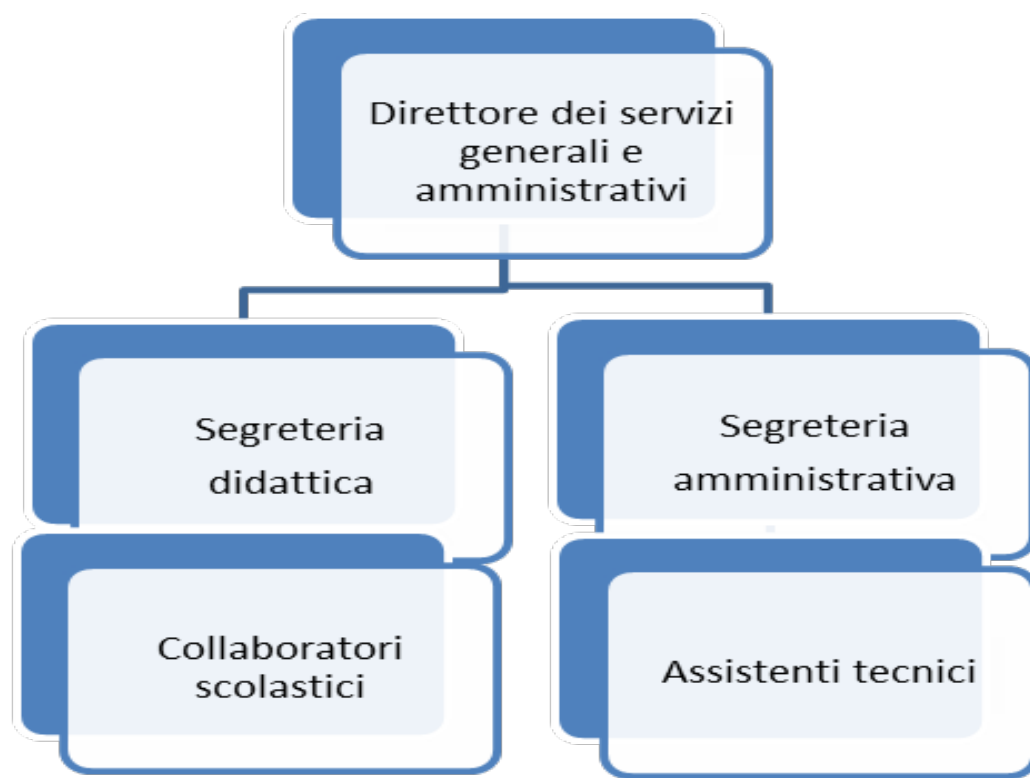 Direttore dei servizi
generali e
amministrativi
Segreteria
didattica
Segreteria
amministrativa
Collaboratori
scolastici
Assistenti tecnici